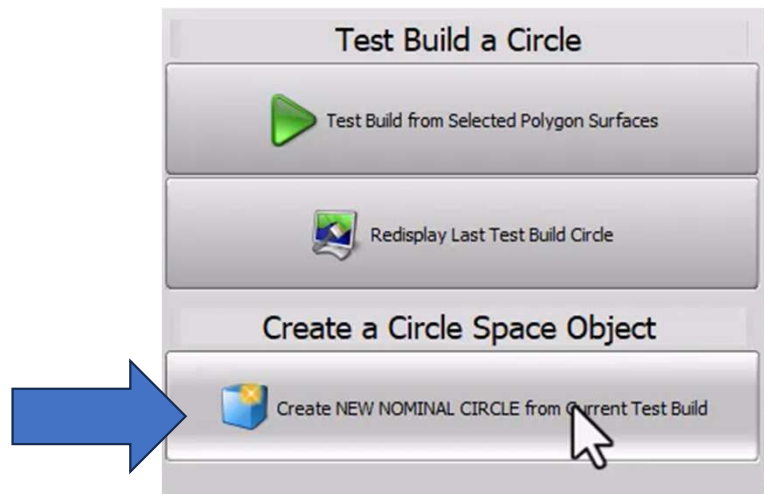 Test Build a Circle
Test Build from Selected Polygon Surfaces
Redisplay Last Test Build Circle
Create a Circle Space Object
Create NEW NOMINAL CIRCLE from Current Test Build